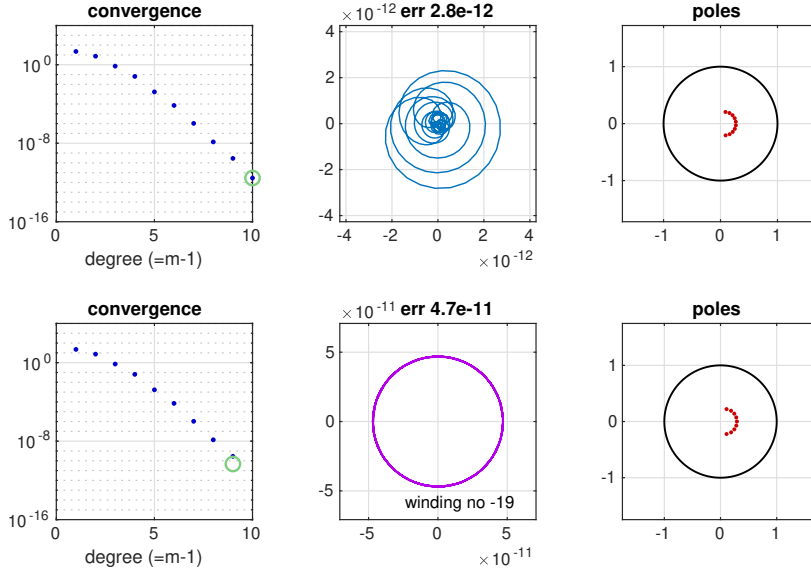 convergence
10^0
10^-8
10^-16
0 5 10
degree (=m-1)
×10^-12 err 2.8e-12
4
2
0
-2
-4
-4 -2 0 2 4
×10^-12
poles
1
0
-1
-1 0 1
convergence
10^0
10^-8
10^-16
0 5 10
degree (=m-1)
×10^-11 err 4.7e-11
5
0
-5
winding no -19
-5 0 5
×10^-11
poles
1
0
-1
-1 0 1